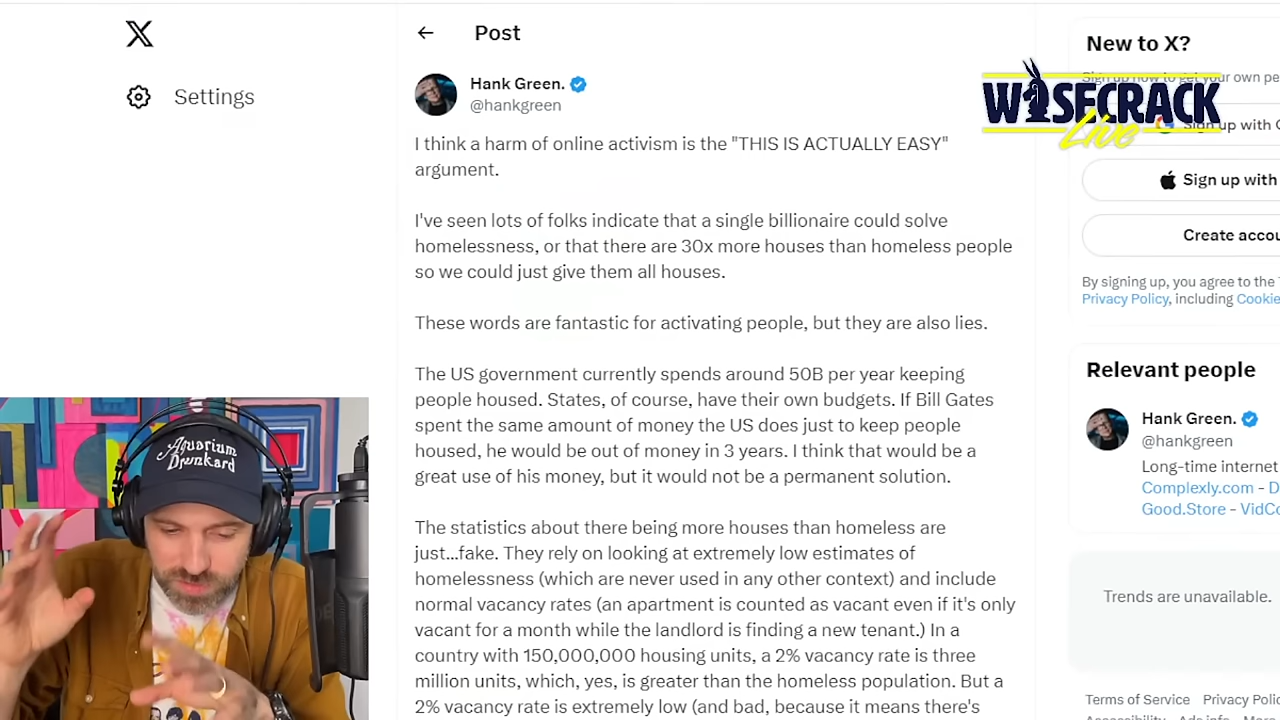 Post
Settings
Hank Green.
@hankgreen
I think a harm of online activism is the "THIS IS ACTUALLY EASY"
argument.
I've seen lots of folks indicate that a single billionaire could solve
homelessness, or that there are 30x more houses than homeless people
so we could just give them all houses.
These words are fantastic for activating people, but they are also lies.
The US government currently spends around 50B per year keeping
people housed. States, of course, have their own budgets. If Bill Gates
spent the same amount of money the US does just to keep people
housed, he would be out of money in 3 years. I think that would be a
great use of his money, but it would not be a permanent solution.
The statistics about there being more houses than homeless are
just...fake. They rely on looking at extremely low estimates of
homelessness (which are never used in any other context) and include
normal vacancy rates (an apartment is counted as vacant even if it's only
vacant for a month while the landlord is finding a new tenant.) In a
country with 150,000,000 housing units, a 2% vacancy rate is three
million units, which, yes, is greater than the homeless population. But a
2% vacancy rate is extremely low (and bad, because it means there's
New to X?
Sign up now to get your own pe
WISECRACK
Live
Sign up with G
Sign up with
Create accou
By signing up, you agree to the
Privacy Policy, including Cookie
Relevant people
Hank Green.
@hankgreen
Long-time internet
Complexly.com - D
Good.Store - VidCo
Trends are unavailable.
Terms of Service Privacy Polic
Aquarium
Drunkard